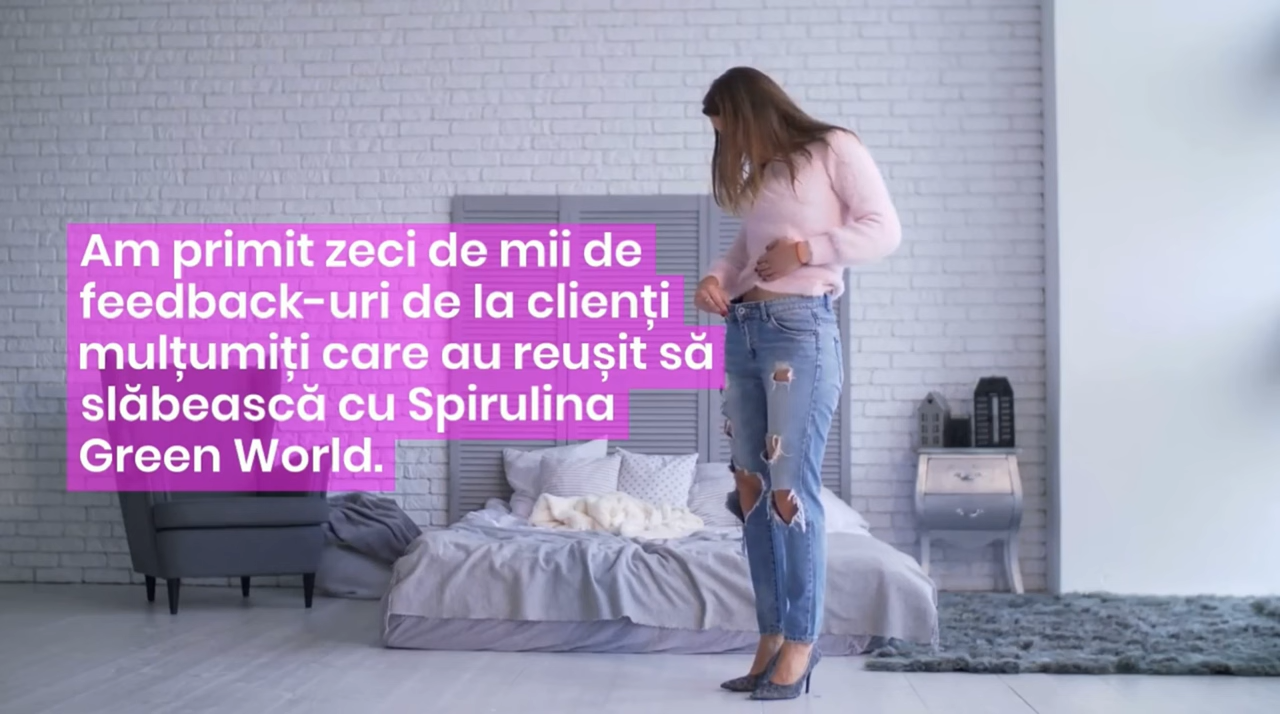 Am primit zeci de mii de
feedback-uri de la clienți
mulțumiți care au reușit să
slăbească cu Spirulina
Green World.